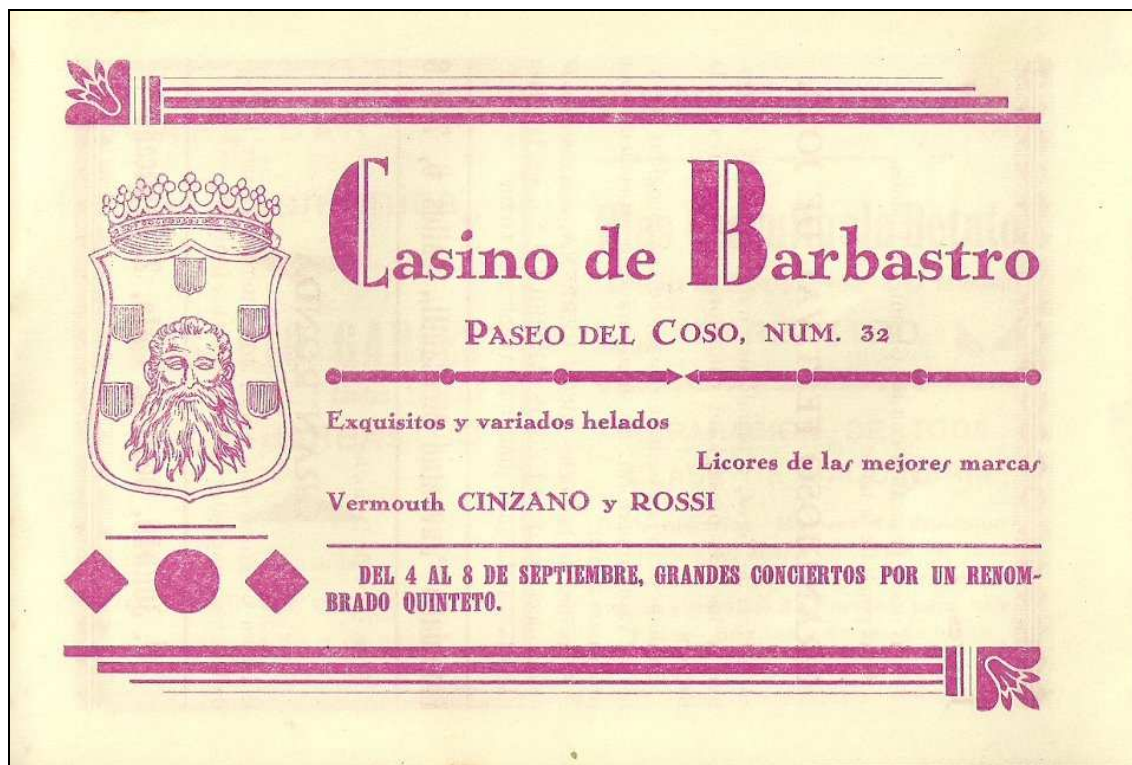 Casino de Barbastro
PASEO DEL COSO, NUM. 32
Exquisitos y variados helados
Licores de las mejores marcas
Vermouth CINZANO y ROSSI
DEL 4 AL 8 DE SEPTIEMBRE, GRANDES CONCIERTOS POR UN RENOM-
BRADO QUINTETO.